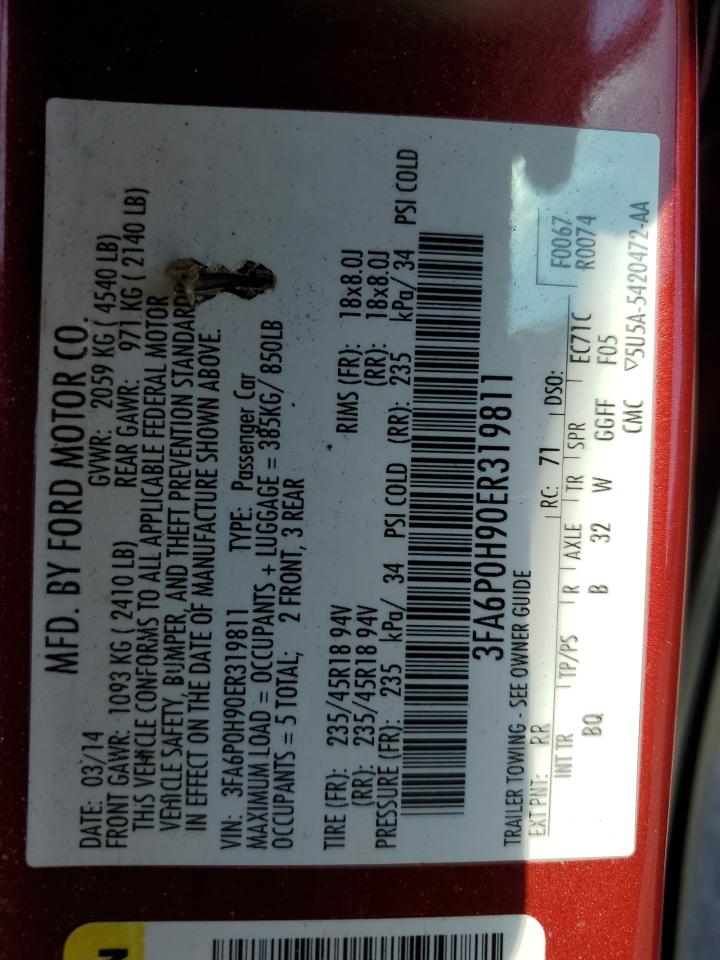 MFD. BY FORD MOTOR CO.
DATE: 03/14 GVWR: 2059 KG ( 4540 LB)
FRONT GAWR: 1093 KG ( 2410 LB) REAR GAWR: 971 KG ( 2140 LB)
THIS VEHICLE CONFORMS TO ALL APPLICABLE FEDERAL MOTOR
VEHICLE SAFETY, BUMPER, AND THEFT PREVENTION STANDARDS
IN EFFECT ON THE DATE OF MANUFACTURE SHOWN ABOVE.
VIN: 3FA6P0H90ER319811 TYPE: Passenger Car
MAXIMUM LOAD = OCCUPANTS + LUGGAGE = 385KG/ 850LB
OCCUPANTS = 5 TOTAL; 2 FRONT, 3 REAR
TIRE (FR): 235/45R18 94V RIMS (FR): 18x8.0J
(RR): 235/45R18 94V (RR): 18x8.0J
PRESSURE (FR): 235 kPa/ 34 PSI COLD (RR): 235 kPa/ 34 PSI COLD
3FA6P0H90ER319811
TRAILER TOWING - SEE OWNER GUIDE
F0067
EXT PNT: RR RC: 71 DSO: R0074
INT TR TP/PS R AXLE TR SPR EC71C
BQ B 32 W GGFF F05
CMC ▽5U5A-5420472-AA
N